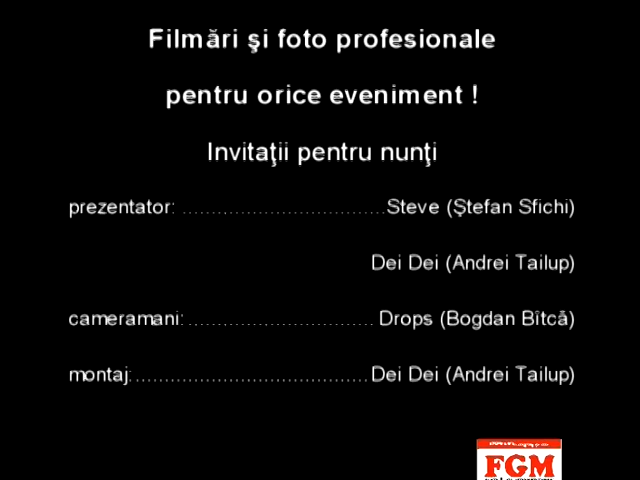 Filmări şi foto profesionale
pentru orice eveniment !
Invitaţii pentru nunţi
prezentator: ..................................Steve (Ştefan Sfichi)
Dei Dei (Andrei Tailup)
cameramani: ............................... Drops (Bogdan Bîtcă)
montaj:.......................................Dei Dei (Andrei Tailup)
FGM